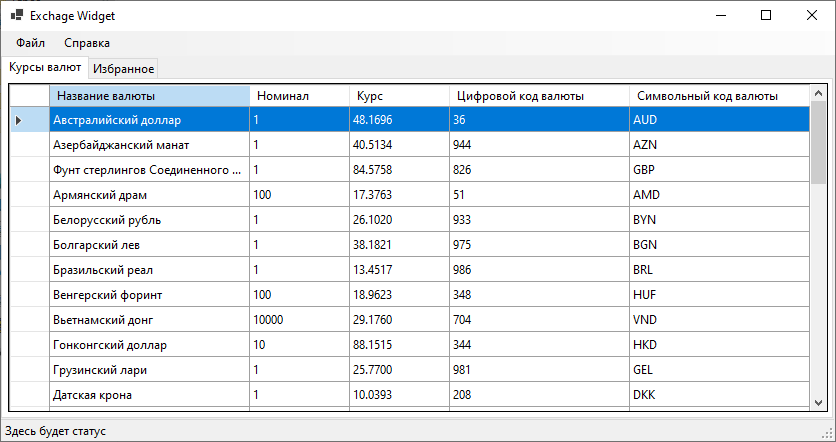 Exchage Widget
Файл Справка
Курсы валют Избранное
Название валюты Номинал Курс Цифровой код валюты Символьный код валюты
Австралийский доллар 1 48.1696 36 AUD
Азербайджанский манат 1 40.5134 944 AZN
Фунт стерлингов Соединенного ... 1 84.5758 826 GBP
Армянский драм 100 17.3763 51 AMD
Белорусский рубль 1 26.1020 933 BYN
Болгарский лев 1 38.1821 975 BGN
Бразильский реал 1 13.4517 986 BRL
Венгерский форинт 100 18.9623 348 HUF
Вьетнамский донг 10000 29.1760 704 VND
Гонконгский доллар 10 88.1515 344 HKD
Грузинский лари 1 25.7700 981 GEL
Датская крона 1 10.0393 208 DKK
Здесь будет статус